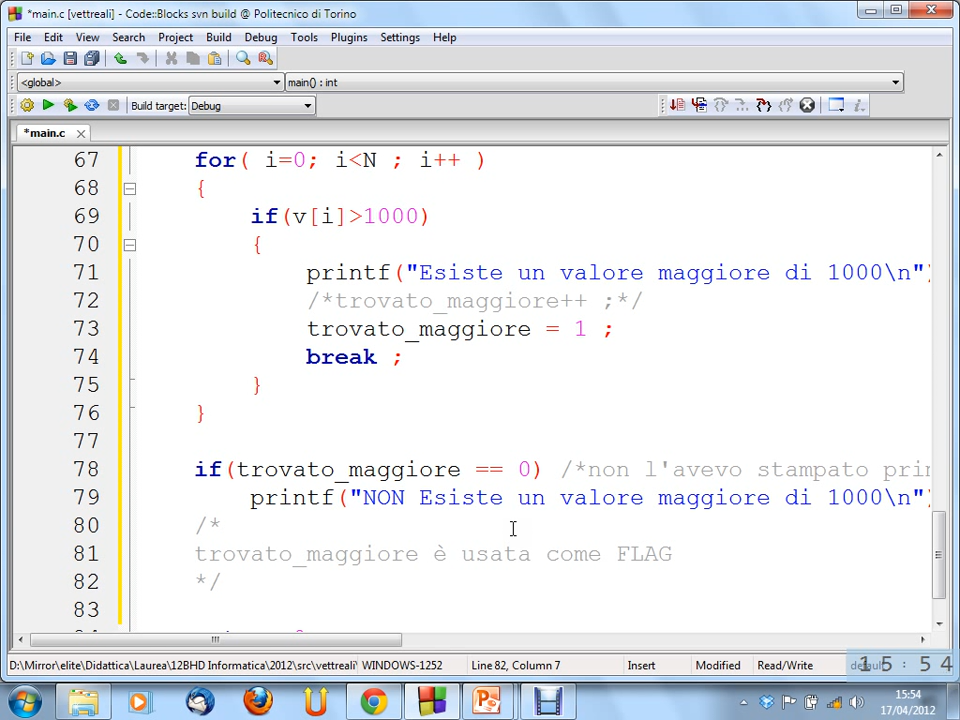 *main.c [vettreali] - Code::Blocks svn build @ Politecnico di Torino
File Edit View Search Project Build Debug Tools Plugins Settings Help
<global> main() : int
Build target: Debug
*main.c
67 for( i=0; i<N ; i++ )
68 {
69 if(v[i]>1000)
70 {
71 printf("Esiste un valore maggiore di 1000\n")
72 /*trovato_maggiore++ ;*/
73 trovato_maggiore = 1 ;
74 break ;
75 }
76 }
77
78 if(trovato_maggiore == 0) /*non l'avevo stampato
79 printf("NON Esiste un valore maggiore di 1000\n")
80 /*
81 trovato_maggiore è usata come FLAG
82 */
83
D:\Mirror\elite\Didattica\Laurea\12BHD Informatica\2012\src\vettreali\ WINDOWS-1252 Line 82, Column 7 Insert Modified Read/Write default
15:54
15:54
17/04/2012